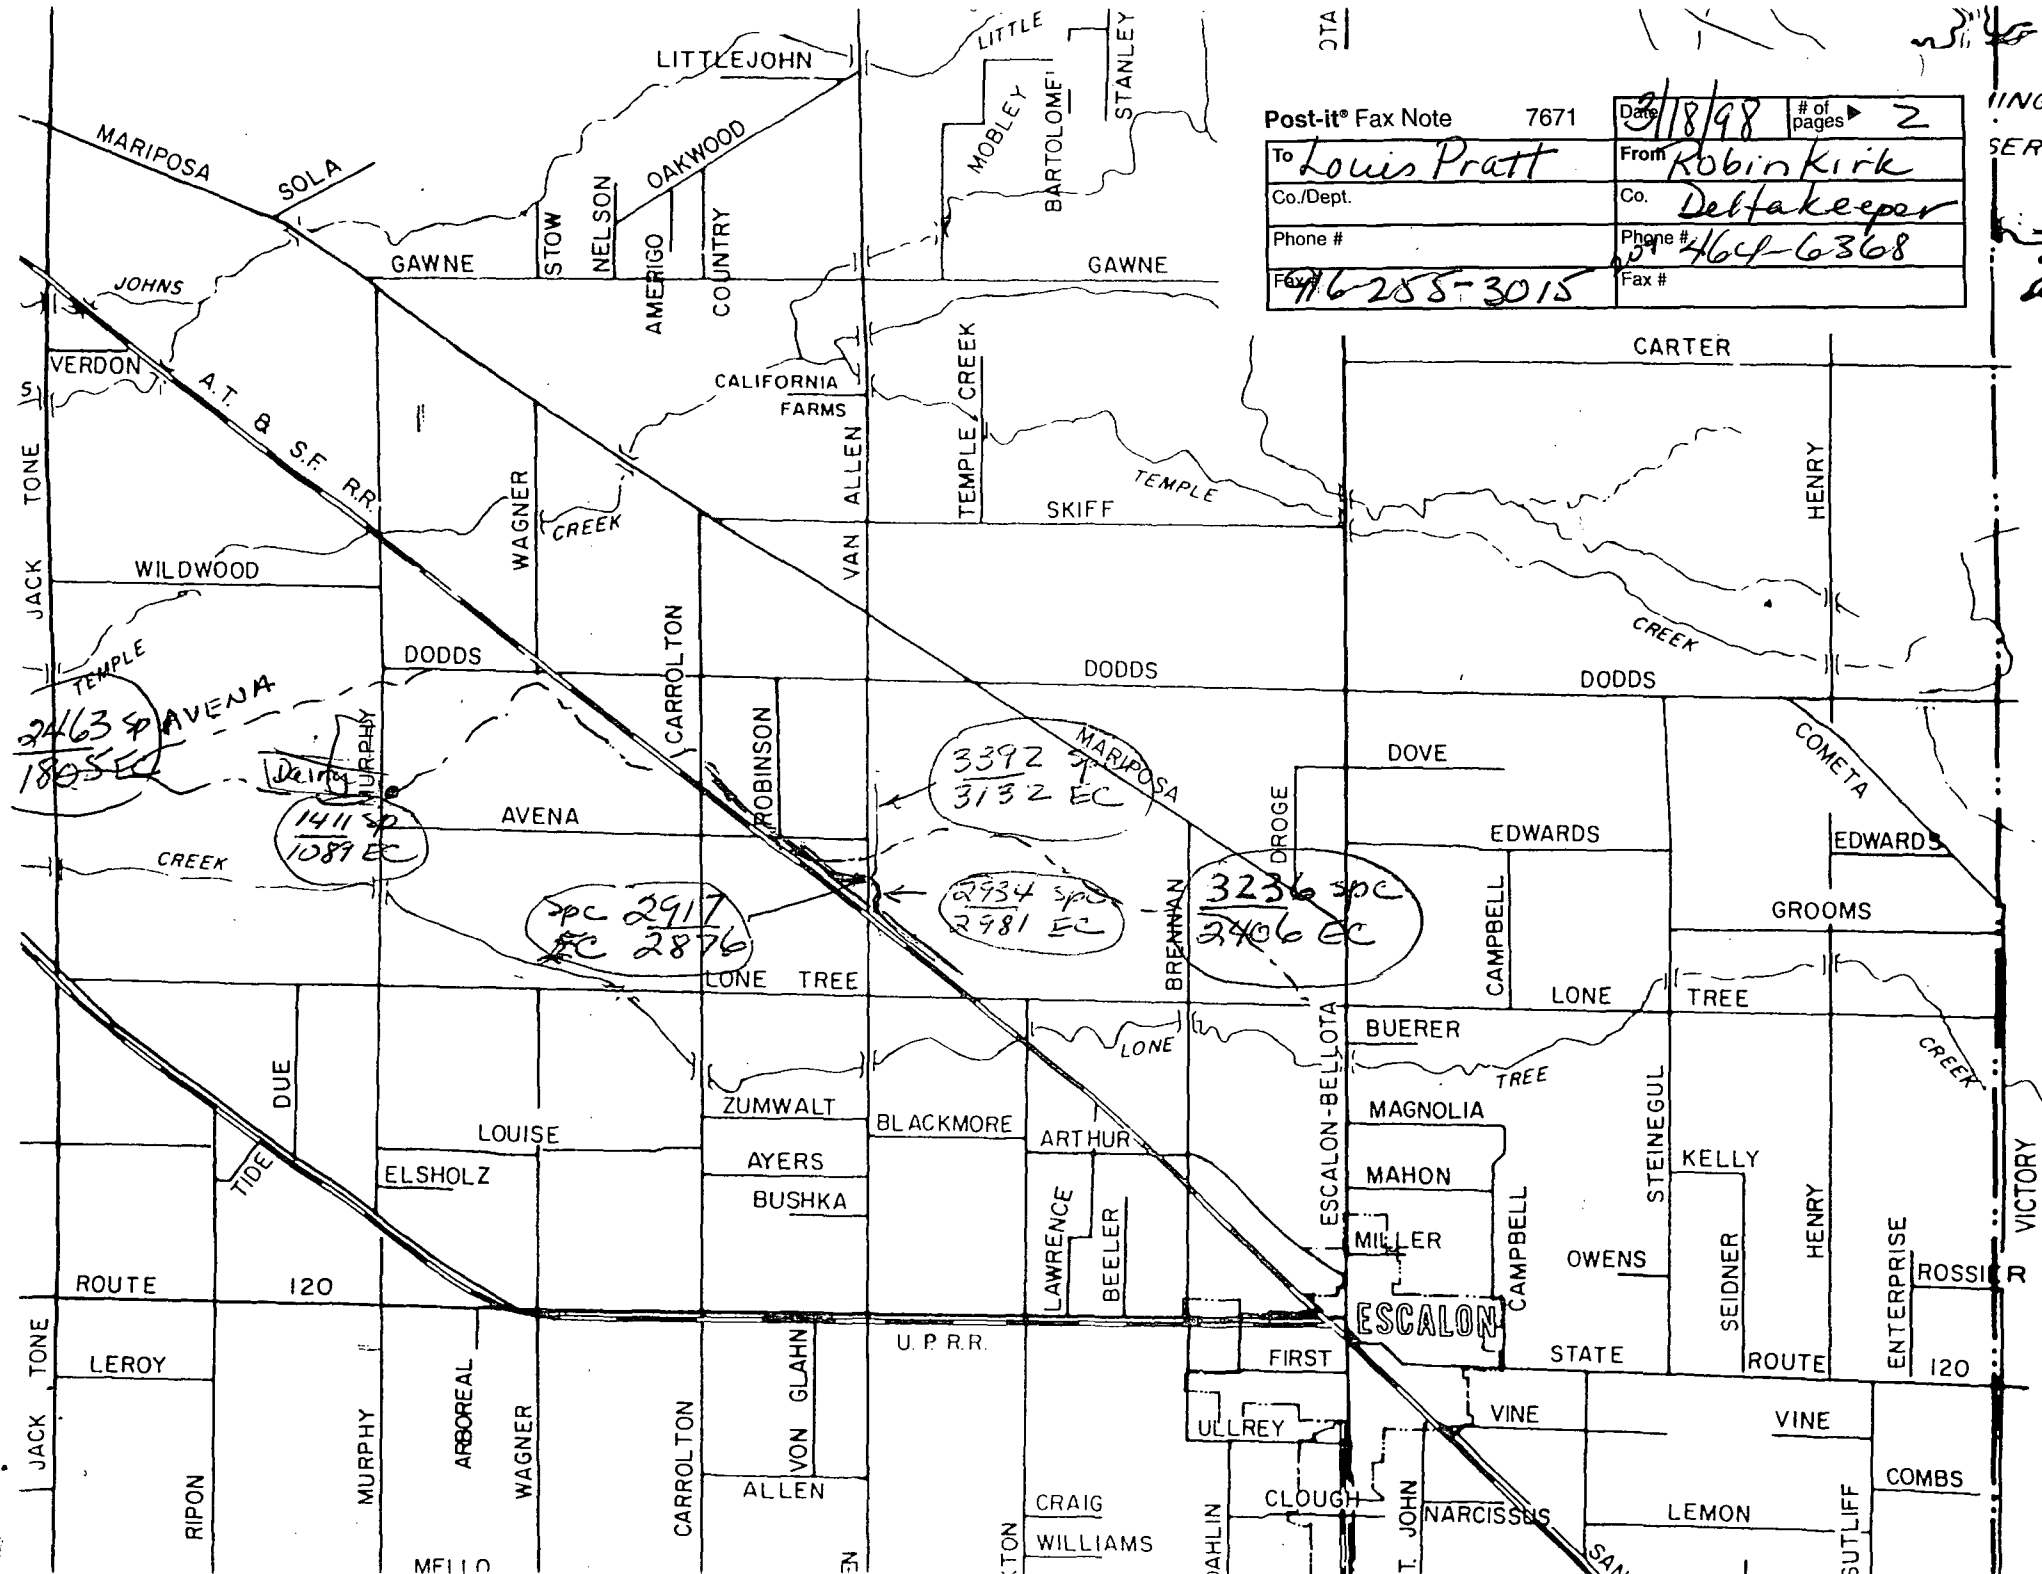 LITTLEJOHN
LITTLE
MOBLEY
BARTOLOME
STANLEY
OTA
Post-it® Fax Note 7671
Date 3/18/98
# of pages ▶ 2
To Louis Pratt
From Robin Kirk
Co./Dept.
Co. Deltakeeper
Phone #
Phone # 209 464-6368
Fax # 916-255-3015
Fax #
MARIPOSA
SOLA
OAKWOOD
STOW
NELSON
AMERIGO
COUNTRY
GAWNE
GAWNE
JOHNS
VERDON
A.T. & S.F. R.R.
CALIFORNIA
FARMS
TEMPLE CREEK
CARTER
JACK TONE
WAGNER
CREEK
VAN ALLEN
TEMPLE
SKIFF
HENRY
WILDWOOD
CARROLTON
CREEK
TEMPLE
DODDS
DODDS
DODDS
AVENA
2463 sp
1805 EC
Dairy
MURPHY
ROBINSON
3392 sp
3132 EC
MARIPOSA
DOVE
COMETA
1411 sp
1089 EC
AVENA
DROGE
EDWARDS
EDWARDS
CREEK
spc 2917
EC 2876
2934 spc
2981 EC
BRENNAN
3236 spc
2406 EC
CAMPBELL
GROOMS
LONE TREE
LONE TREE
BUERER
LONE
TREE
CREEK
DUE
ESCALON-BELLOTA
STEINEGUL
ZUMWALT
BLACKMORE
ARTHUR
MAGNOLIA
LOUISE
TIDE
ELSHOLZ
AYERS
BUSHKA
MAHON
KELLY
VICTORY
LAWRENCE
BEELER
MILLER
CAMPBELL
OWENS
SEIDNER
HENRY
ENTERPRISE
ROSSIER
ROUTE 120
ESCALON
U.P.R.R.
JACK TONE
LEROY
ARBOREAL
VON GLAHN
FIRST
STATE ROUTE 120
RIPON
MURPHY
WAGNER
CARROLTON
ALLEN
ULLREY
VINE
VINE
COMBS
CRAIG
WILLIAMS
CLOUGH
NARCISSUS
LEMON
KTON
DAHLIN
T. JOHN
SUTLIFF
SAN
MELLO